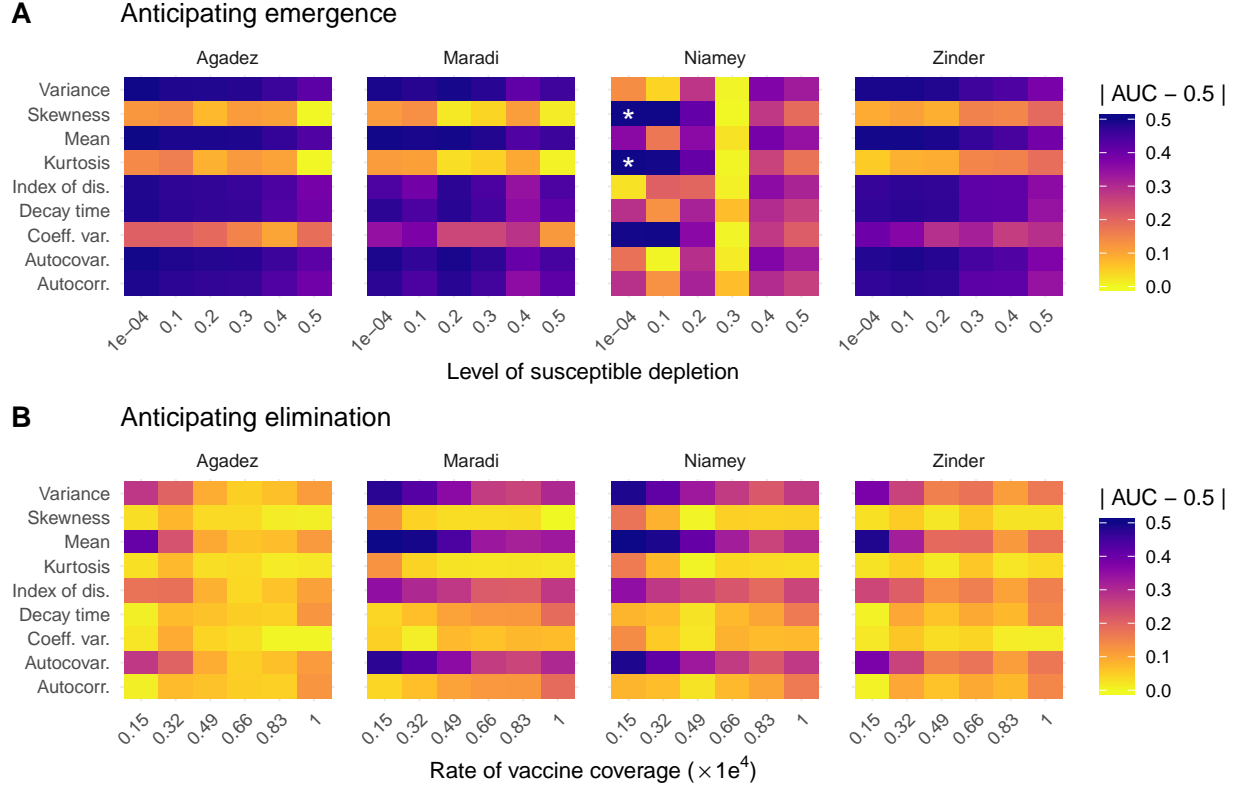 A Anticipating emergence
Agadez Maradi Niamey Zinder
Variance
Skewness
Mean
Kurtosis
Index of dis.
Decay time
Coeff. var.
Autocovar.
Autocorr.
* 
*
| AUC − 0.5 |
0.5
0.4
0.3
0.2
0.1
0.0
1e−04 0.1 0.2 0.3 0.4 0.5 1e−04 0.1 0.2 0.3 0.4 0.5 1e−04 0.1 0.2 0.3 0.4 0.5 1e−04 0.1 0.2 0.3 0.4 0.5
Level of susceptible depletion
B Anticipating elimination
Agadez Maradi Niamey Zinder
Variance
Skewness
Mean
Kurtosis
Index of dis.
Decay time
Coeff. var.
Autocovar.
Autocorr.
| AUC − 0.5 |
0.5
0.4
0.3
0.2
0.1
0.0
0.15 0.32 0.49 0.66 0.83 1 0.15 0.32 0.49 0.66 0.83 1 0.15 0.32 0.49 0.66 0.83 1 0.15 0.32 0.49 0.66 0.83 1
Rate of vaccine coverage (×1e⁴)